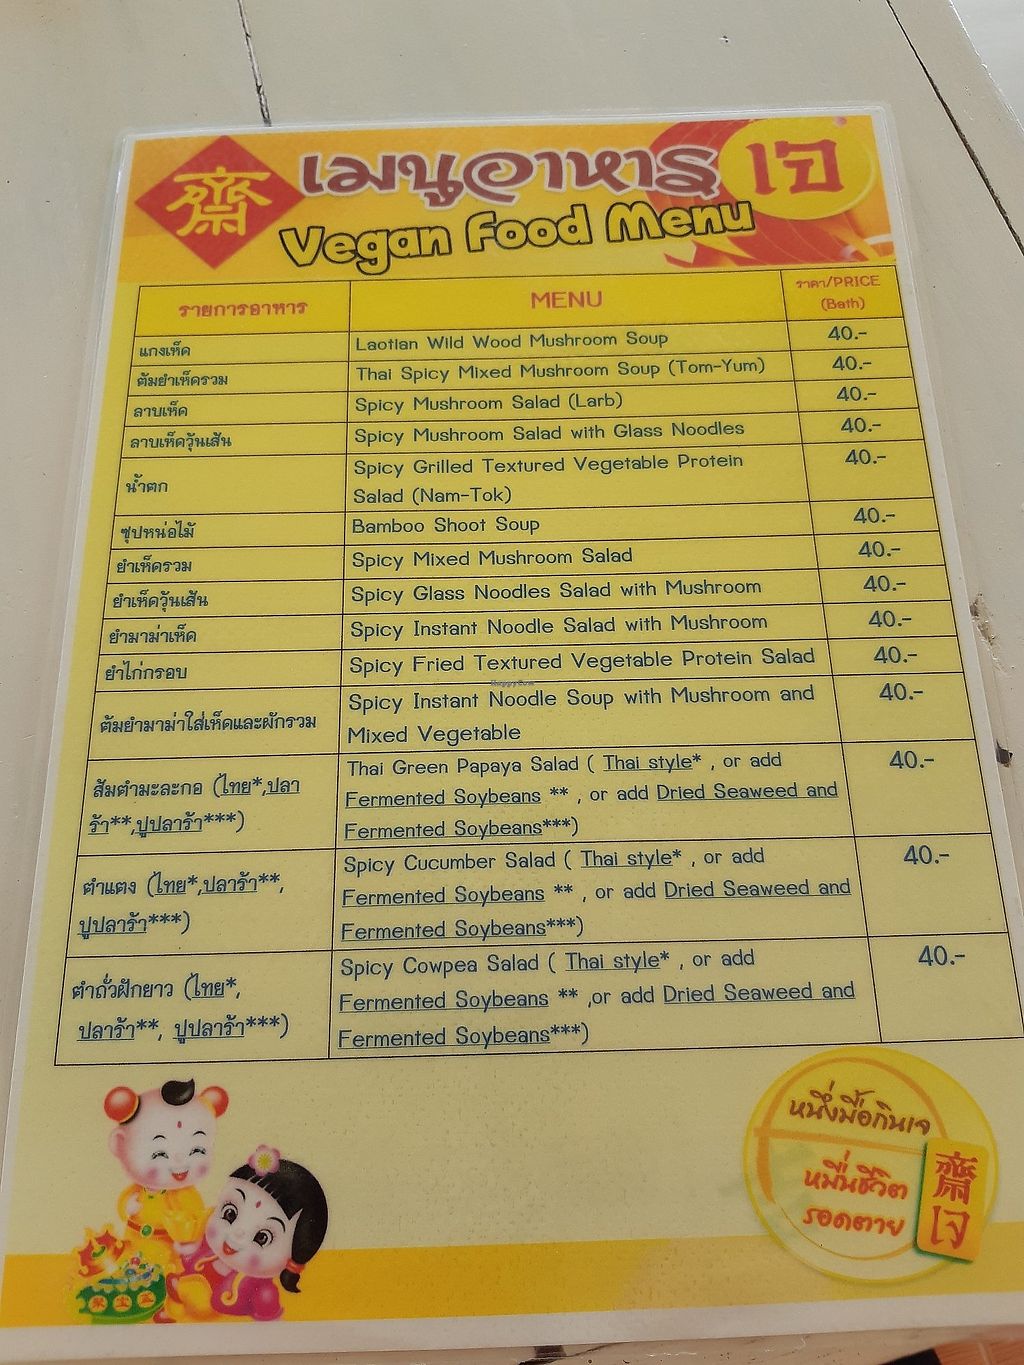 齋 เมนูอาหาร เจ
Vegan Food Menu
รายการอาหาร MENU ราคา/PRICE
(Bath)
แกงเห็ด Laotian Wild Wood Mushroom Soup 40.-
ต้มยำเห็ดรวม Thai Spicy Mixed Mushroom Soup (Tom-Yum) 40.-
ลาบเห็ด Spicy Mushroom Salad (Larb) 40.-
ลาบเห็ดวุ้นเส้น Spicy Mushroom Salad with Glass Noodles 40.-
น้ำตก Spicy Grilled Textured Vegetable Protein 40.-
Salad (Nam-Tok)
ซุปหน่อไม้ Bamboo Shoot Soup 40.-
ยำเห็ดรวม Spicy Mixed Mushroom Salad 40.-
ยำเห็ดวุ้นเส้น Spicy Glass Noodles Salad with Mushroom 40.-
ยำมาม่าเห็ด Spicy Instant Noodle Salad with Mushroom 40.-
ยำไก่กรอบ Spicy Fried Textured Vegetable Protein Salad 40.-
HappyCow
ต้มยำมาม่าใส่เห็ดและผักรวม Spicy Instant Noodle Soup with Mushroom and 40.-
Mixed Vegetable
ส้มตำมะละกอ (ไทย*,ปลา
ร้า**,ปูปลาร้า***)
Thai Green Papaya Salad ( Thai style* , or add 40.-
Fermented Soybeans ** , or add Dried Seaweed and
Fermented Soybeans***)
ตำแตง (ไทย*,ปลาร้า**,
ปูปลาร้า***)
Spicy Cucumber Salad ( Thai style* , or add 40.-
Fermented Soybeans ** , or add Dried Seaweed and
Fermented Soybeans***)
ตำถั่วฝักยาว (ไทย*,
ปลาร้า**, ปูปลาร้า***)
Spicy Cowpea Salad ( Thai style* , or add 40.-
Fermented Soybeans ** ,or add Dried Seaweed and
Fermented Soybeans***)
หนึ่งมื้อกินเจ
หมื่นชีวิต
รอดตาย
齋
เจ
聚宝盆